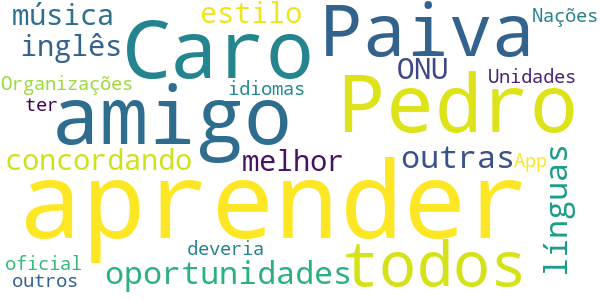 música
estilo
Nações
Caro
Paiva
inglês
ONU
Unidades
Organizações
idiomas
Pedro
ter
amigo
concordando
melhor
outras
App
línguas
aprender
deveria
todos
oficial
oportunidades
outros